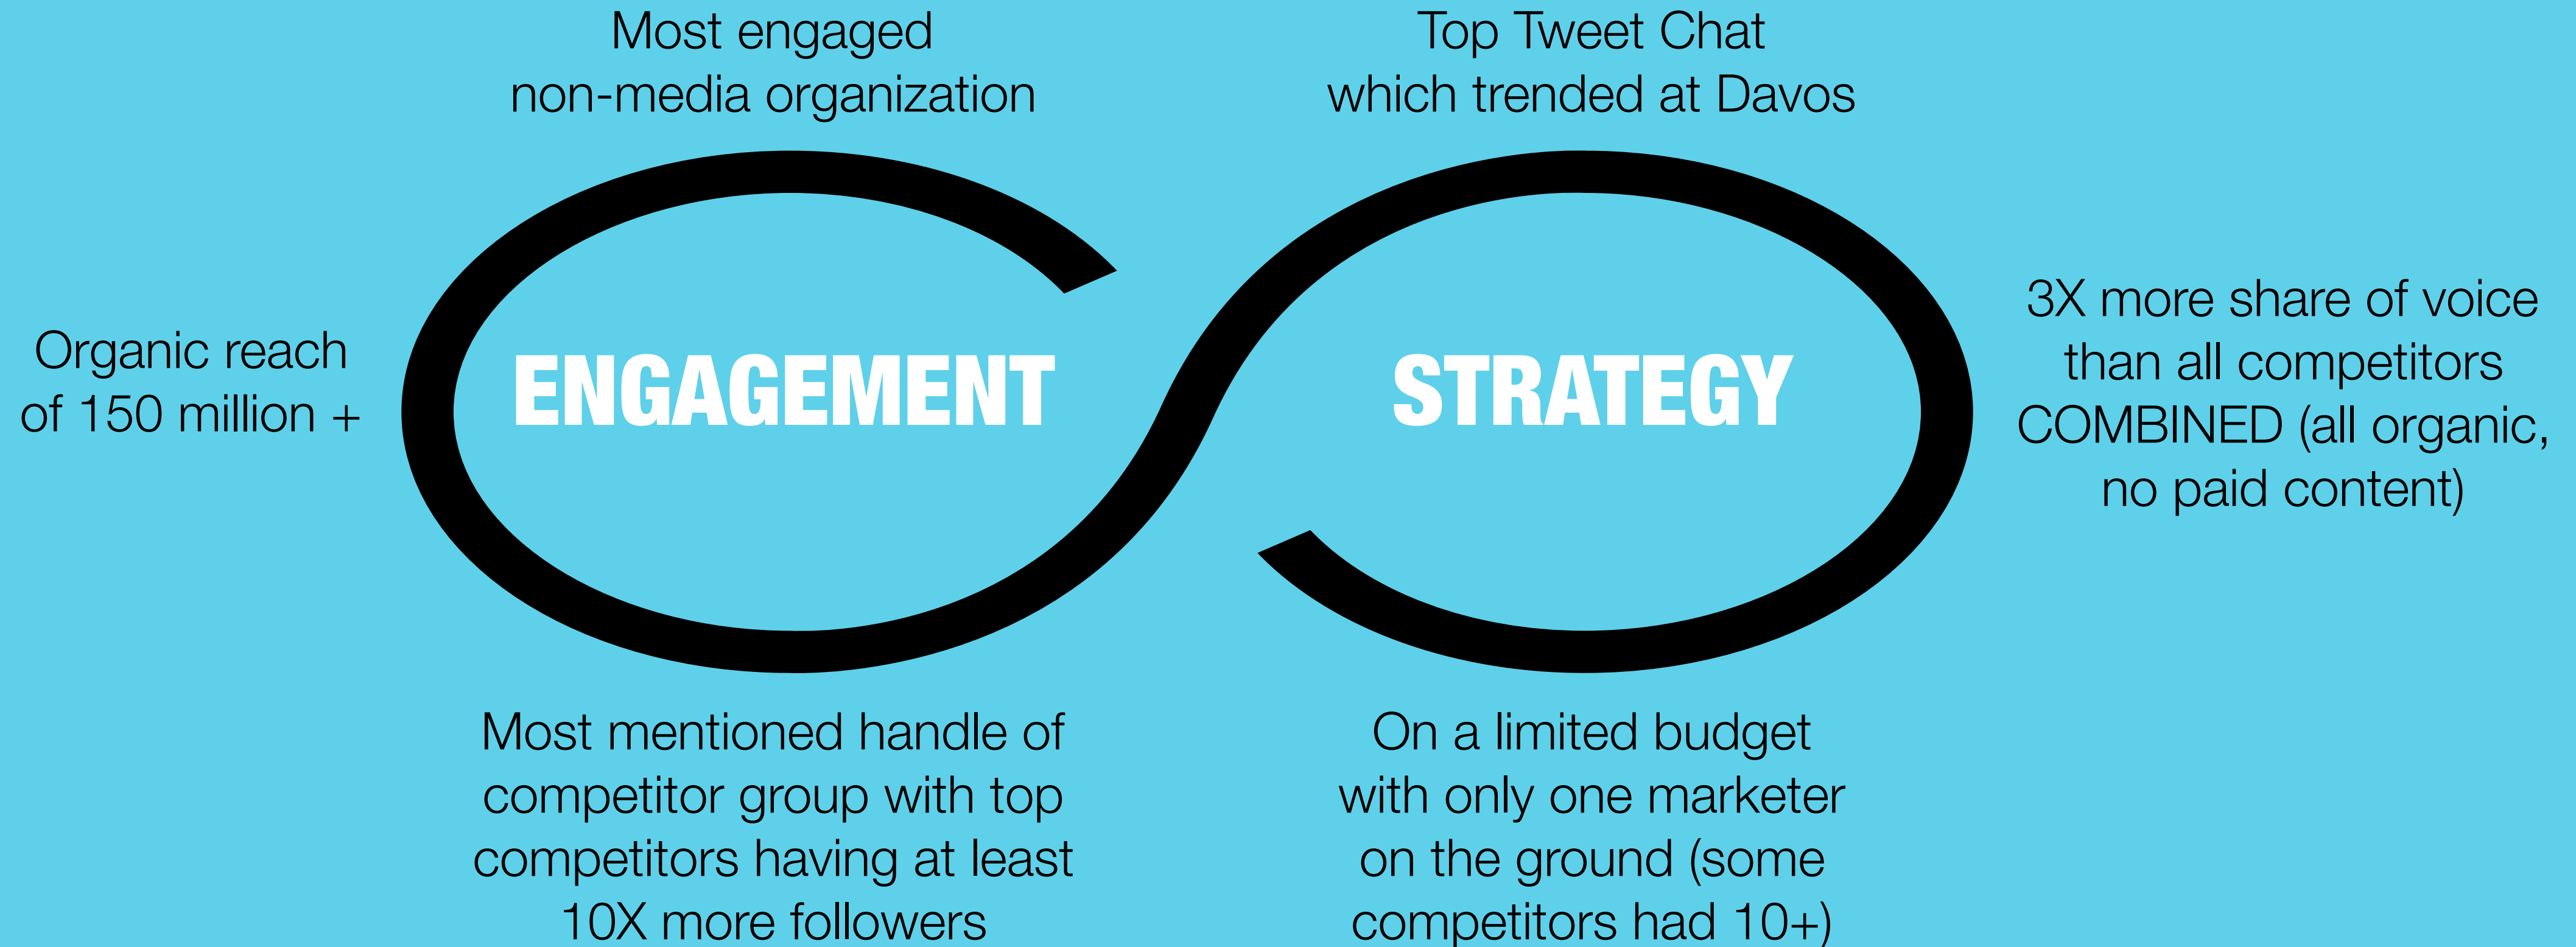 Most engaged
non-media organization
Top Tweet Chat
which trended at Davos
Organic reach
of 150 million +
ENGAGEMENT
STRATEGY
3X more share of voice
than all competitors
COMBINED (all organic,
no paid content)
Most mentioned handle of
competitor group with top
competitors having at least
10X more followers
On a limited budget
with only one marketer
on the ground (some
competitors had 10+)